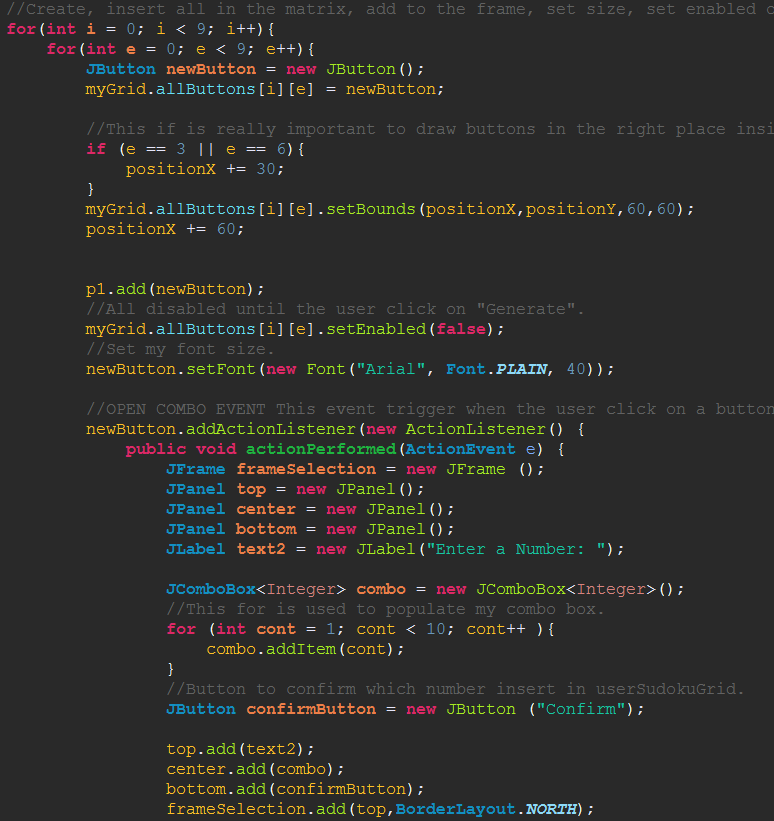 //Create, insert all in the matrix, add to the frame, set size, set enabled
for(int i = 0; i < 9; i++){
for(int e = 0; e < 9; e++){
JButton newButton = new JButton();
myGrid.allButtons[i][e] = newButton;
//This if is really important to draw buttons in the right place
if (e == 3 || e == 6){
positionX += 30;
}
myGrid.allButtons[i][e].setBounds(positionX,positionY,60,60);
positionX += 60;
p1.add(newButton);
//All disabled until the user click on "Generate".
myGrid.allButtons[i][e].setEnabled(false);
//Set my font size.
newButton.setFont(new Font("Arial", Font.PLAIN, 40));
//OPEN COMBO EVENT This event trigger when the user click on a button
newButton.addActionListener(new ActionListener() {
public void actionPerformed(ActionEvent e) {
JFrame frameSelection = new JFrame ();
JPanel top = new JPanel();
JPanel center = new JPanel();
JPanel bottom = new JPanel();
JLabel text2 = new JLabel("Enter a Number: ");
JComboBox<Integer> combo = new JComboBox<Integer>();
//This for is used to populate my combo box.
for (int cont = 1; cont < 10; cont++ ){
combo.addItem(cont);
}
//Button to confirm which number insert in userSudokuGrid.
JButton confirmButton = new JButton ("Confirm");
top.add(text2);
center.add(combo);
bottom.add(confirmButton);
frameSelection.add(top,BorderLayout.NORTH);